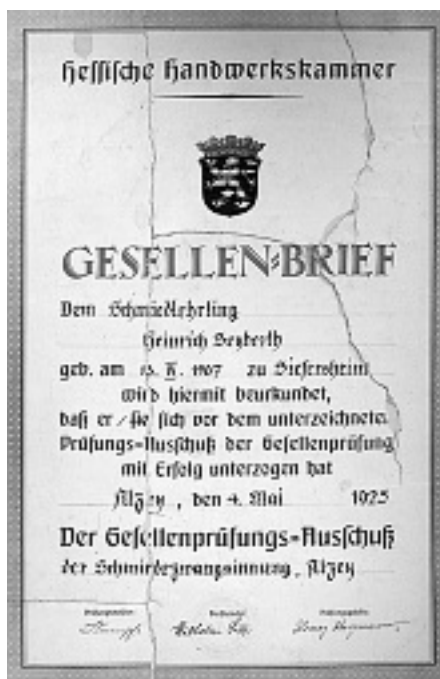 Hessische Handwerkskammer
GESELLEN-BRIEF
Dem Schmiedlehrling
Heinrich Seyberth
geb. am 13. 1907 zu Siefersheim
wird hiermit beurkundet,
daß er / sie sich vor dem unterzeichneten
Prüfungs-Ausschuß der Gesellenprüfung
mit Erfolg unterzogen hat
Alzey, den 4. Mai 1925
Der Gesellenprüfungs-Ausschuß
der Schmiedezwangsinnung, Alzey
Wilhelm